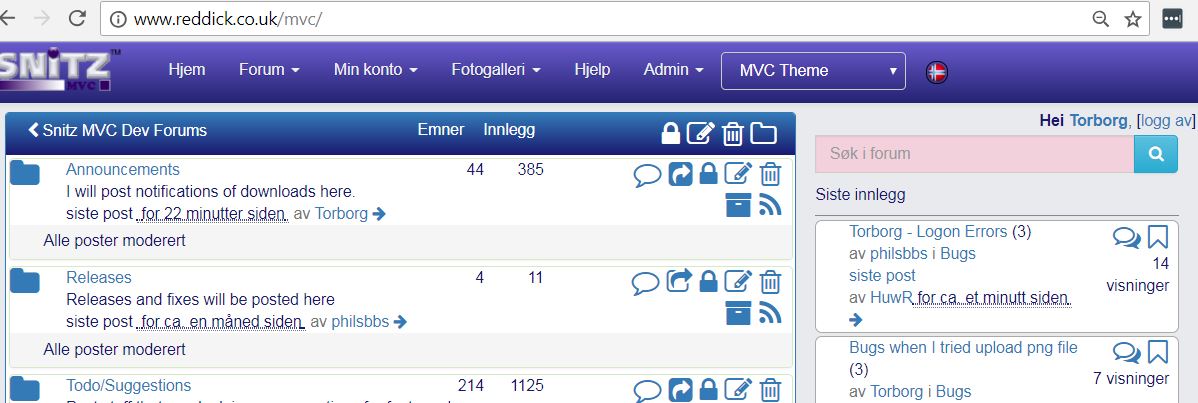 www.reddick.co.uk/mvc/
SNiTZ™
MVC
Hjem Forum Min konto Fotogalleri Hjelp Admin MVC Theme
Hei Torborg, [logg av]
Snitz MVC Dev Forums Emner Innlegg
Announcements 44 385
I will post notifications of downloads here.
siste post for 22 minutter siden av Torborg
Alle poster moderert
Releases 4 11
Releases and fixes will be posted here
siste post for ca. en måned siden av philsbbs
Alle poster moderert
Todo/Suggestions 214 1125
Søk i forum
Siste innlegg
Torborg - Logon Errors (3)
av philsbbs i Bugs
siste post
av HuwR for ca. et minutt siden
14
visninger
Bugs when I tried upload png file
(3)
av Torborg i Bugs
7 visninger